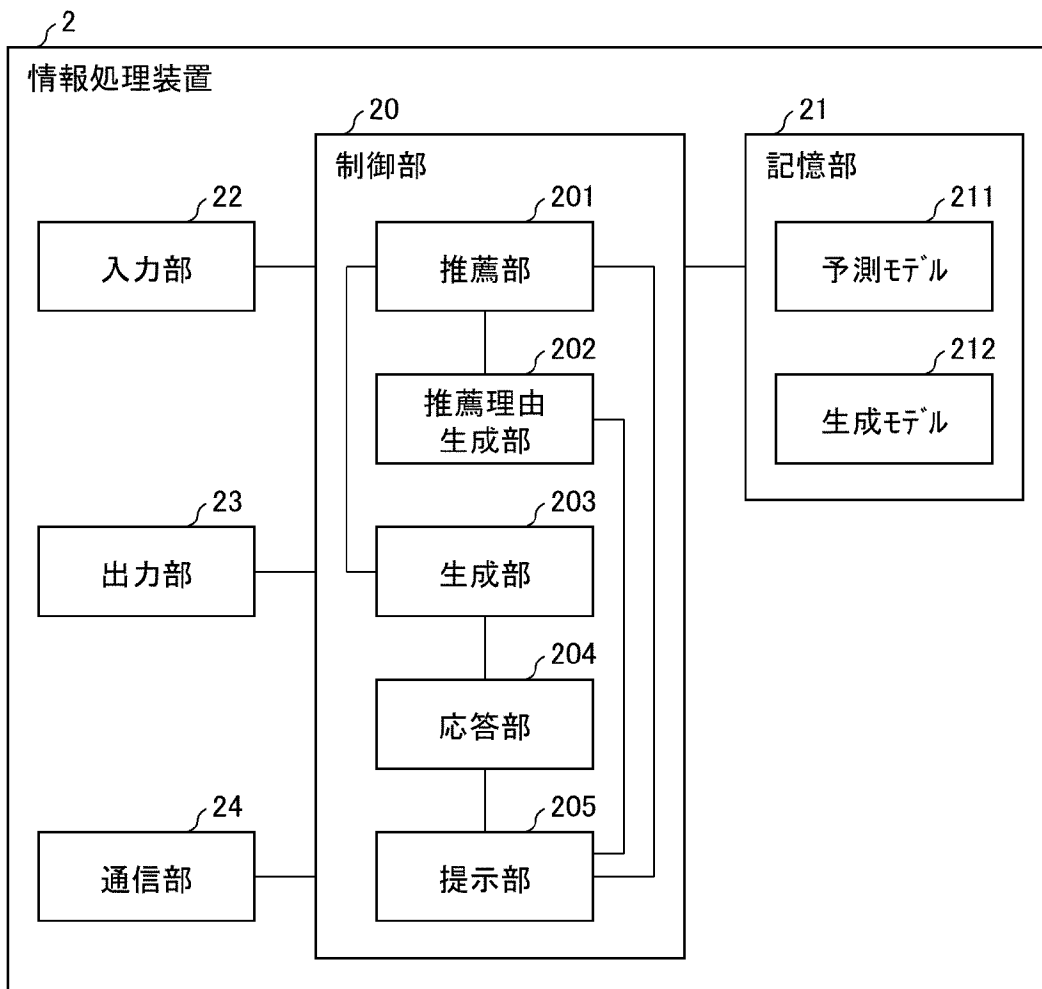 2
情報処理装置
20
制御部
21
記憶部
22
入力部
201
推薦部
211
予測ﾓﾃﾞﾙ
202
推薦理由
生成部
212
生成ﾓﾃﾞﾙ
23
出力部
203
生成部
204
応答部
24
通信部
205
提示部